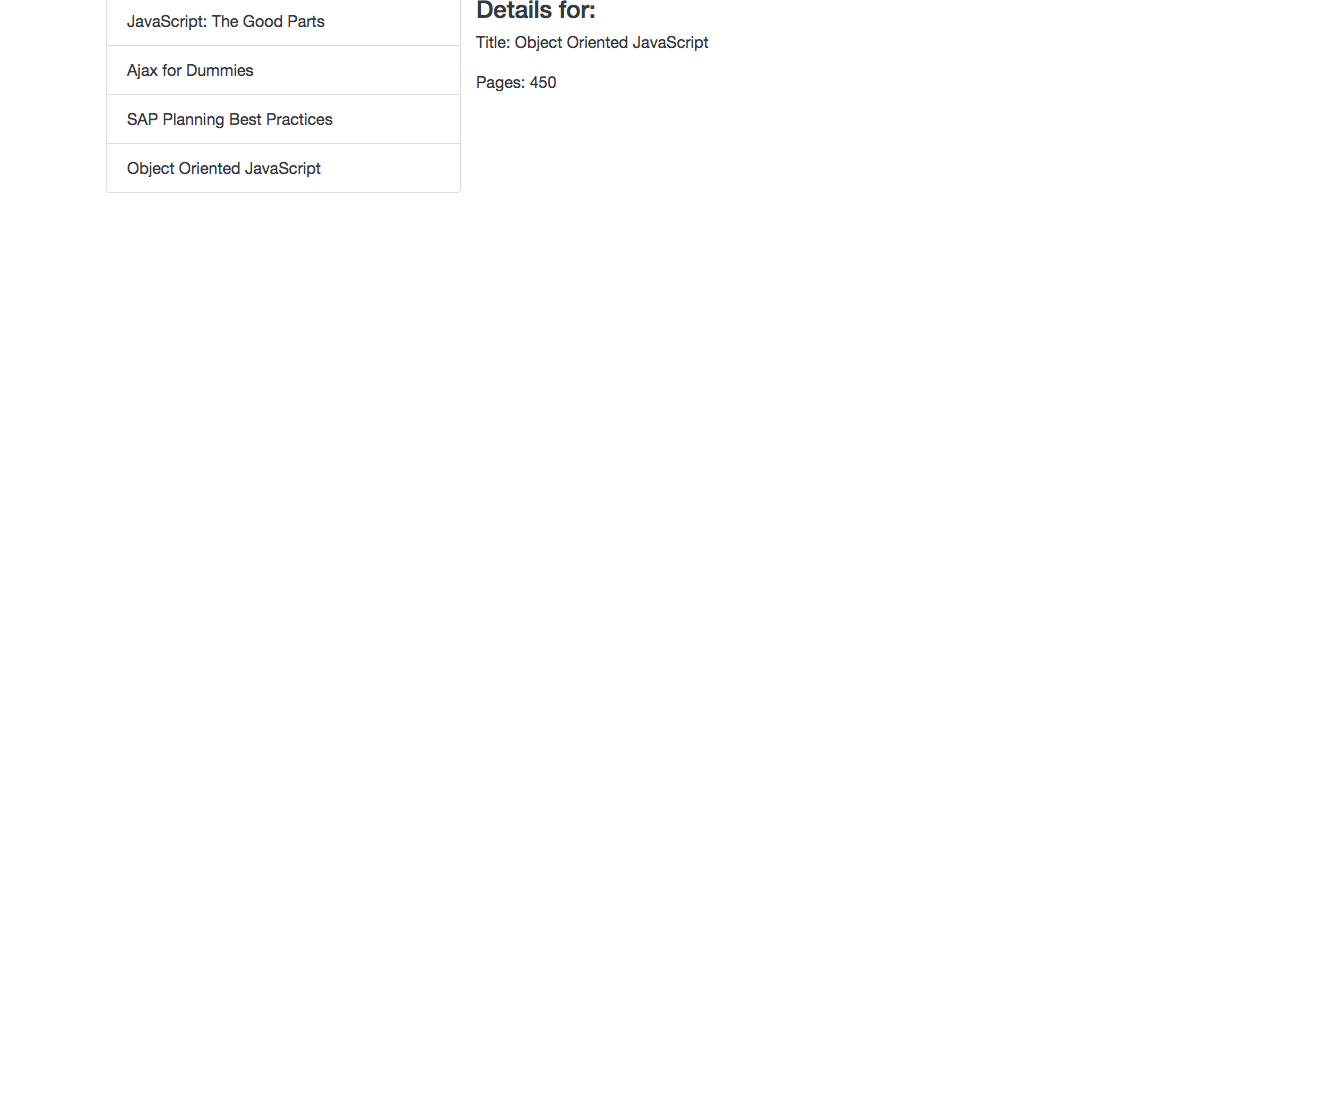 JavaScript: The Good Parts
Ajax for Dummies
SAP Planning Best Practices
Object Oriented JavaScript
Details for:
Title: Object Oriented JavaScript
Pages: 450